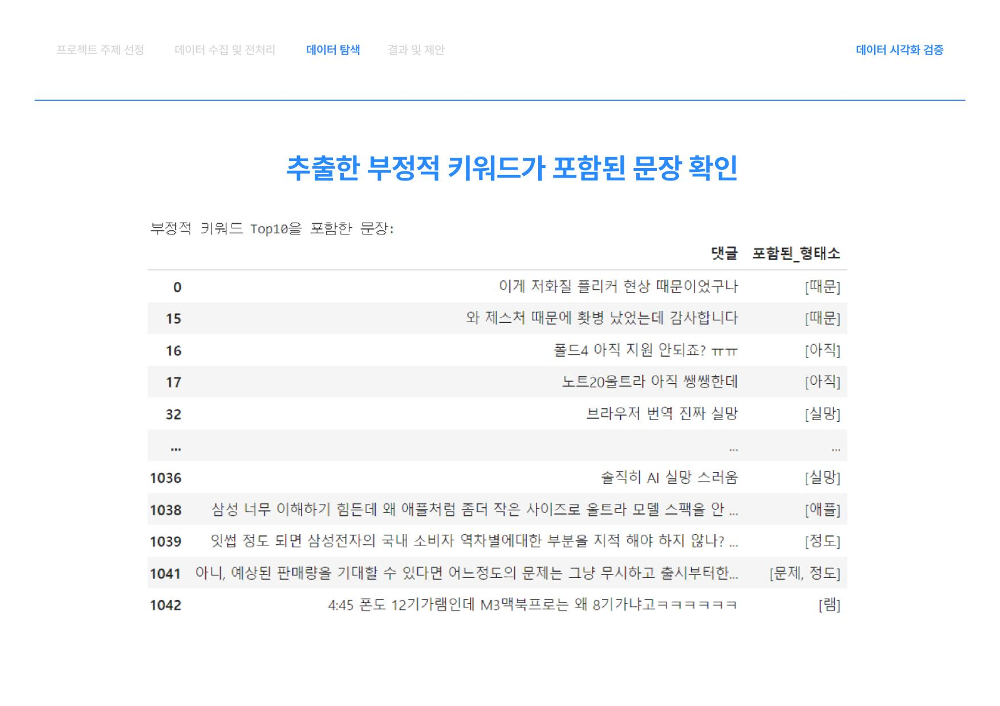 프로젝트 주제 선정 데이터 수집 및 전처리 데이터 탐색 결과 및 제안 데이터 시각화 검증
추출한 부정적 키워드가 포함된 문장 확인
부정적 키워드 Top10을 포함한 문장:
댓글 포함된_형태소
0 이게 저화질 플리커 현상 때문이었구나 [때문]
15 와 제스처 때문에 홧병 났었는데 감사합니다 [때문]
16 폴드4 아직 지원 안되죠? ㅠㅠ [아직]
17 노트20울트라 아직 쌩쌩한데 [아직]
32 브라우저 번역 진짜 실망 [실망]
... ... ...
1036 솔직히 AI 실망 스러움 [실망]
1038 삼성 너무 이해하기 힘든데 왜 애플처럼 좀더 작은 사이즈로 울트라 모델 스팩을 안 ... [애플]
1039 잇썹 정도 되면 삼성전자의 국내 소비자 역차별에대한 부분을 지적 해야 하지 않나? ... [정도]
1041 아니, 예상된 판매량을 기대할 수 있다면 어느정도의 문제는 그냥 무시하고 출시부터한... [문제, 정도]
1042 4:45 폰도 12기가램인데 M3맥북프로는 왜 8기가냐고ㅋㅋㅋㅋㅋㅋ [램]